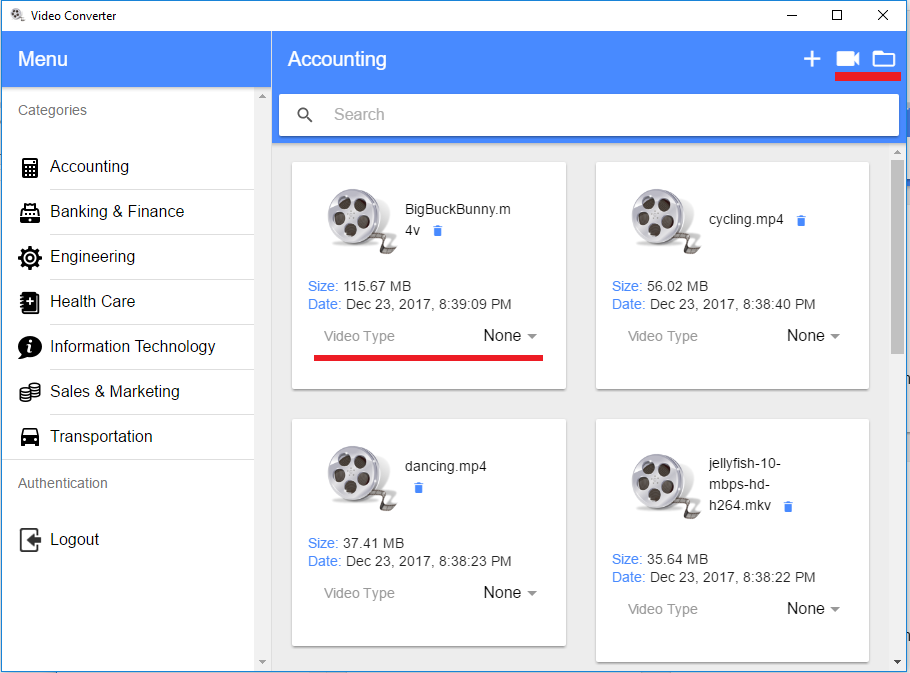 Video Converter
Menu
Categories
Accounting
Banking & Finance
Engineering
Health Care
Information Technology
Sales & Marketing
Transportation
Authentication
Logout
Accounting
Search
BigBuckBunny.m
4v
Size: 115.67 MB
Date: Dec 23, 2017, 8:39:09 PM
Video Type None
cycling.mp4
Size: 56.02 MB
Date: Dec 23, 2017, 8:38:40 PM
Video Type None
dancing.mp4
Size: 37.41 MB
Date: Dec 23, 2017, 8:38:23 PM
Video Type None
jellyfish-10-
mbps-hd-
h264.mkv
Size: 35.64 MB
Date: Dec 23, 2017, 8:38:22 PM
Video Type None